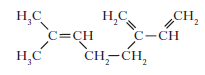 H₃C H₂C CH₂
C=CH C–CH
H₃C CH₂–CH₂